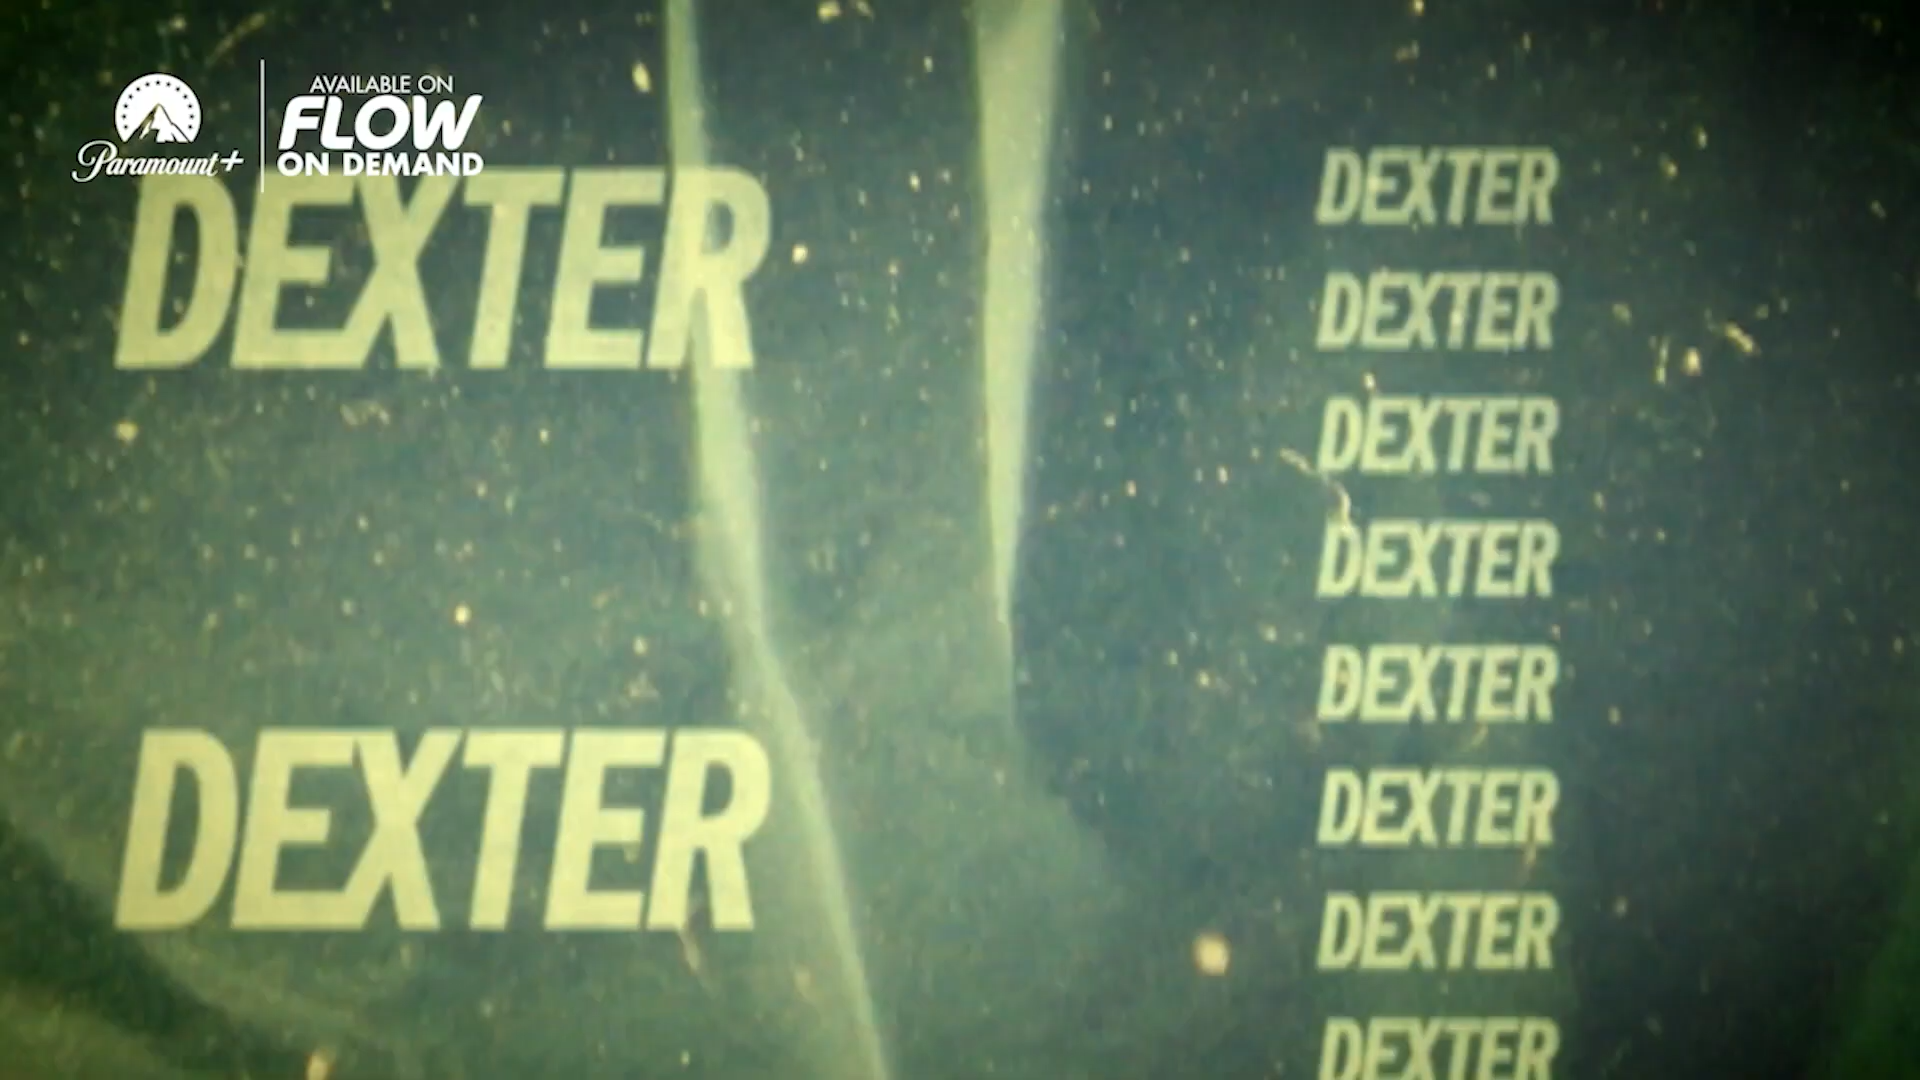 Paramount+
AVAILABLE ON
FLOW
ON DEMAND
DEXTER
DEXTER
DEXTER
DEXTER
DEXTER
DEXTER
DEXTER
DEXTER
DEXTER
DEXTER